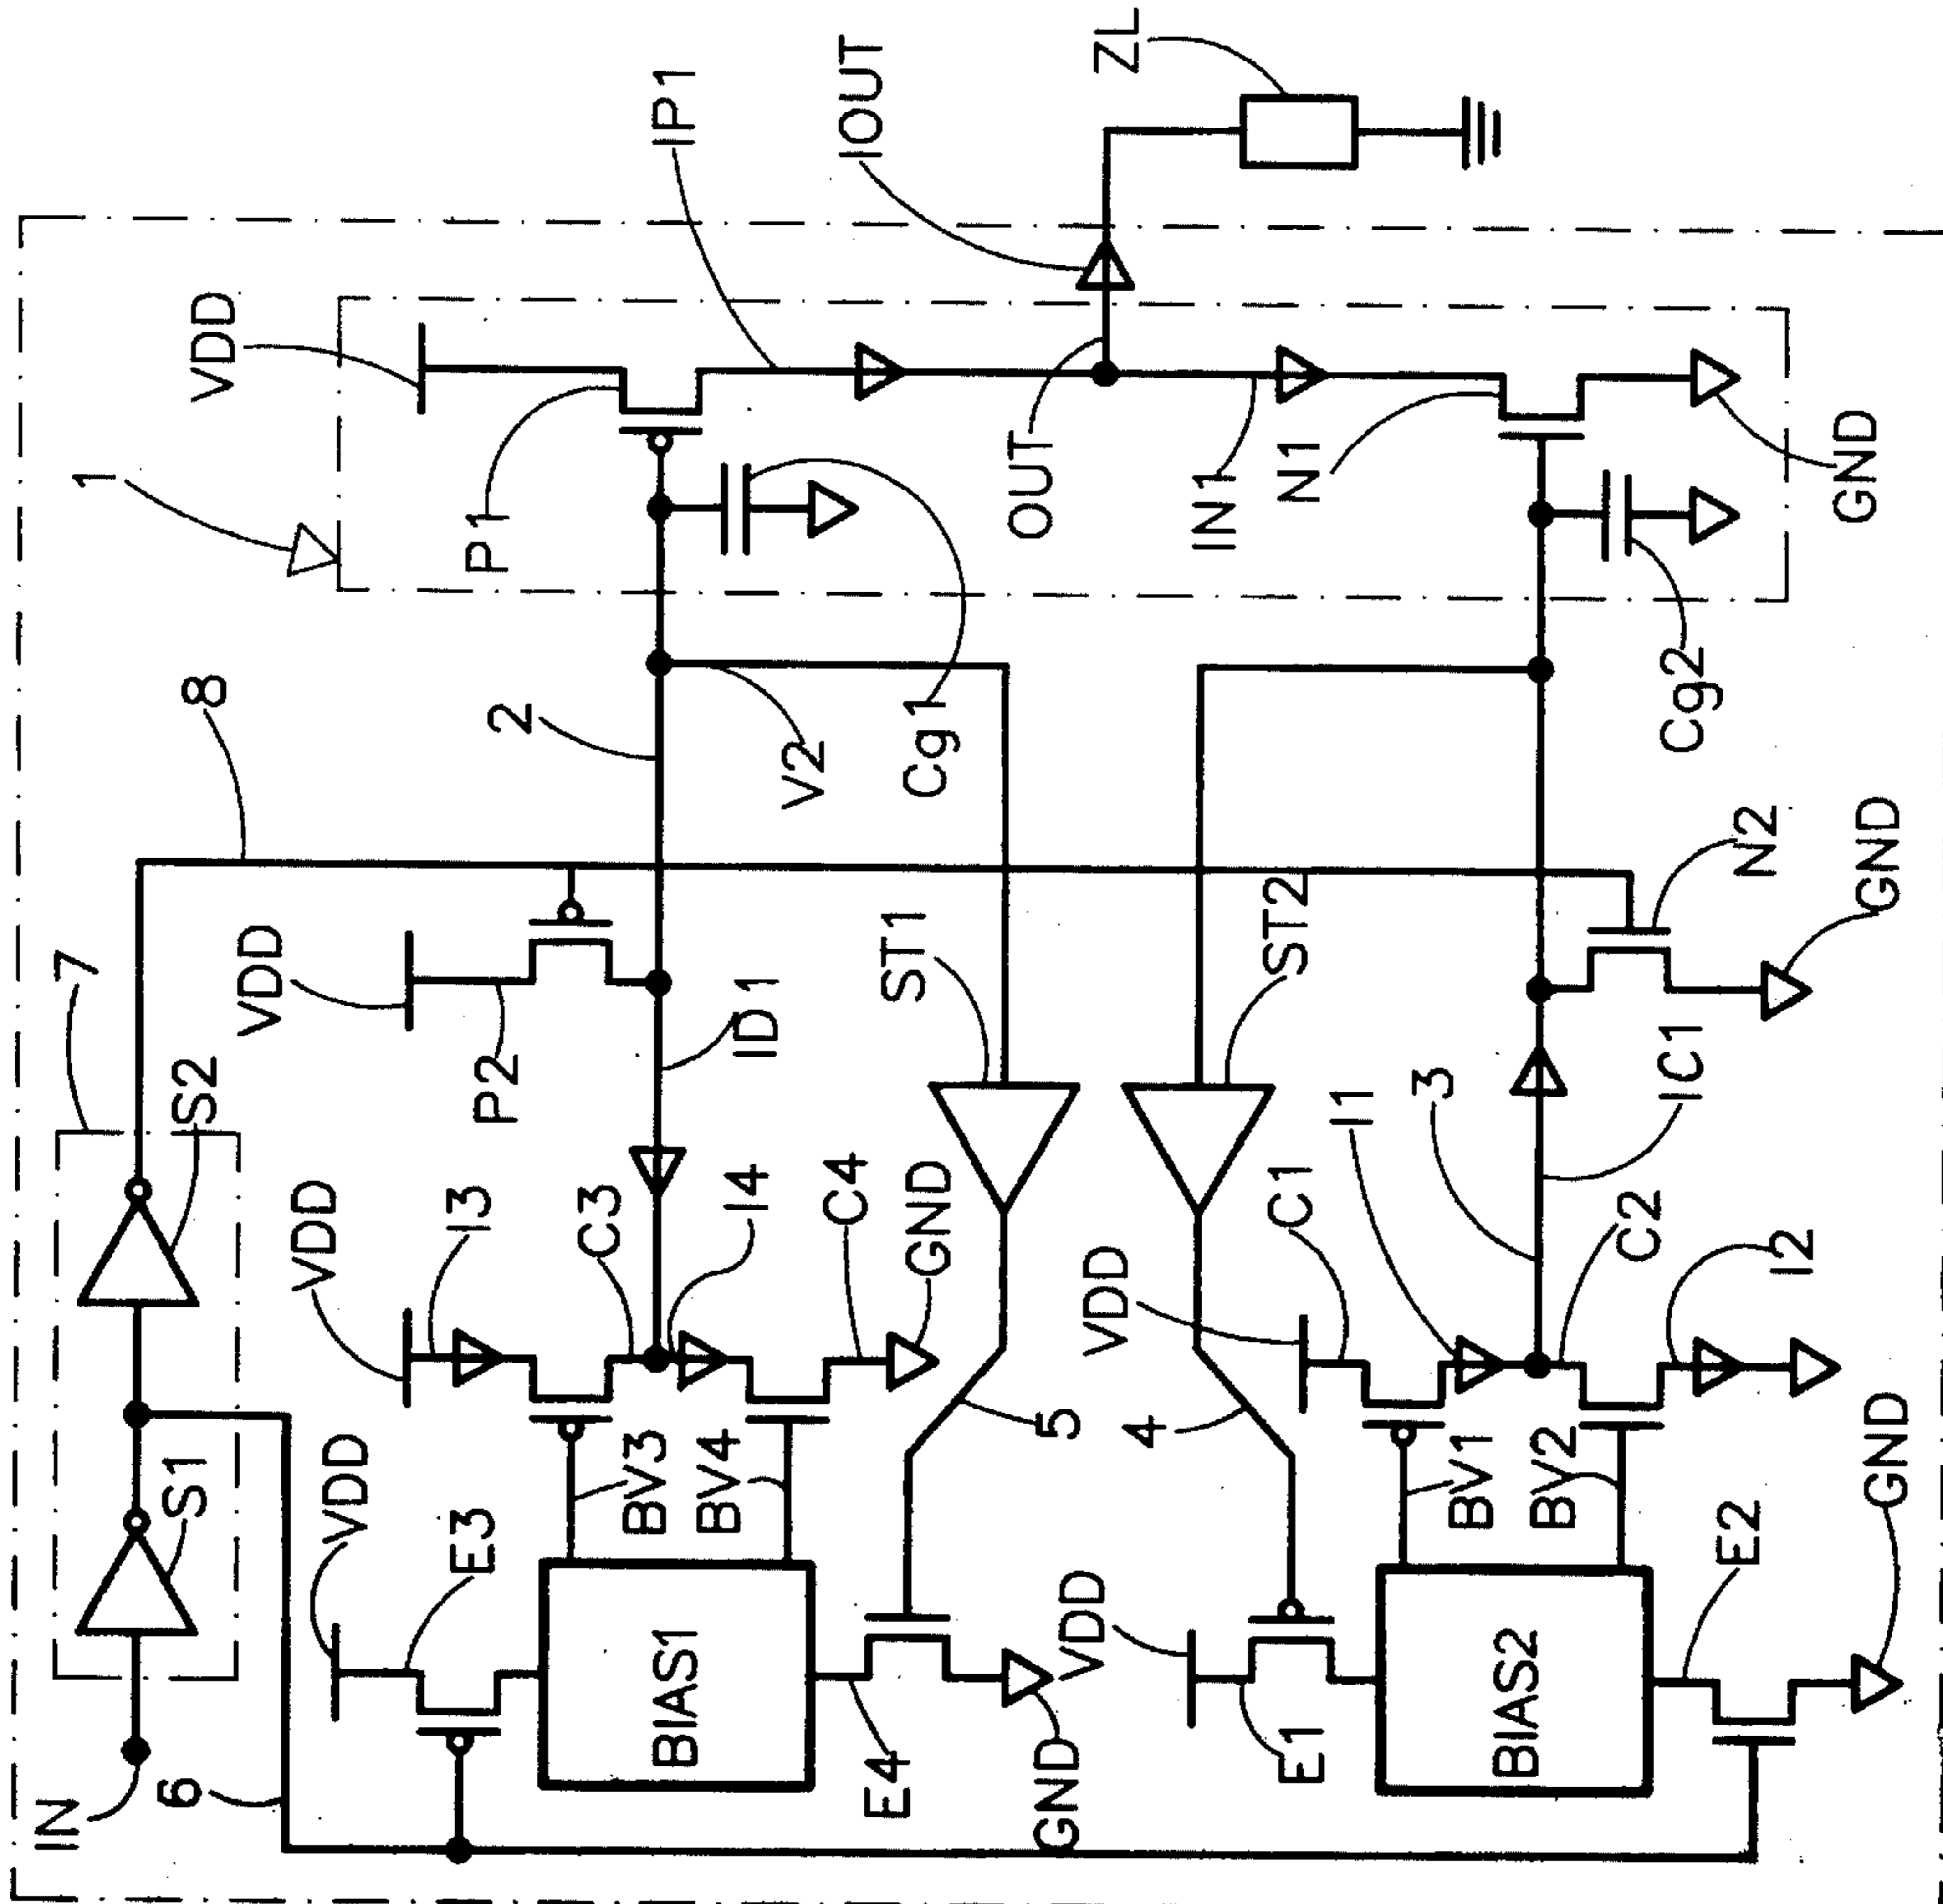 IN
6
7
S1
S2
8
1
VDD
P1
IP1
IOUT
ZL
VDD
P2
2
V2
Cg1
OUT
IN1
N1
GND
Cg2
VDD
E3
VDD
I3
C3
ID1
I4
C4
GND
BV3
BV4
BIAS1
E4
GND
5
ST1
ST2
4
VDD
E1
VDD
C1
I1
3
IC1
C2
I2
N2
GND
BV1
BV2
BIAS2
E2
GND